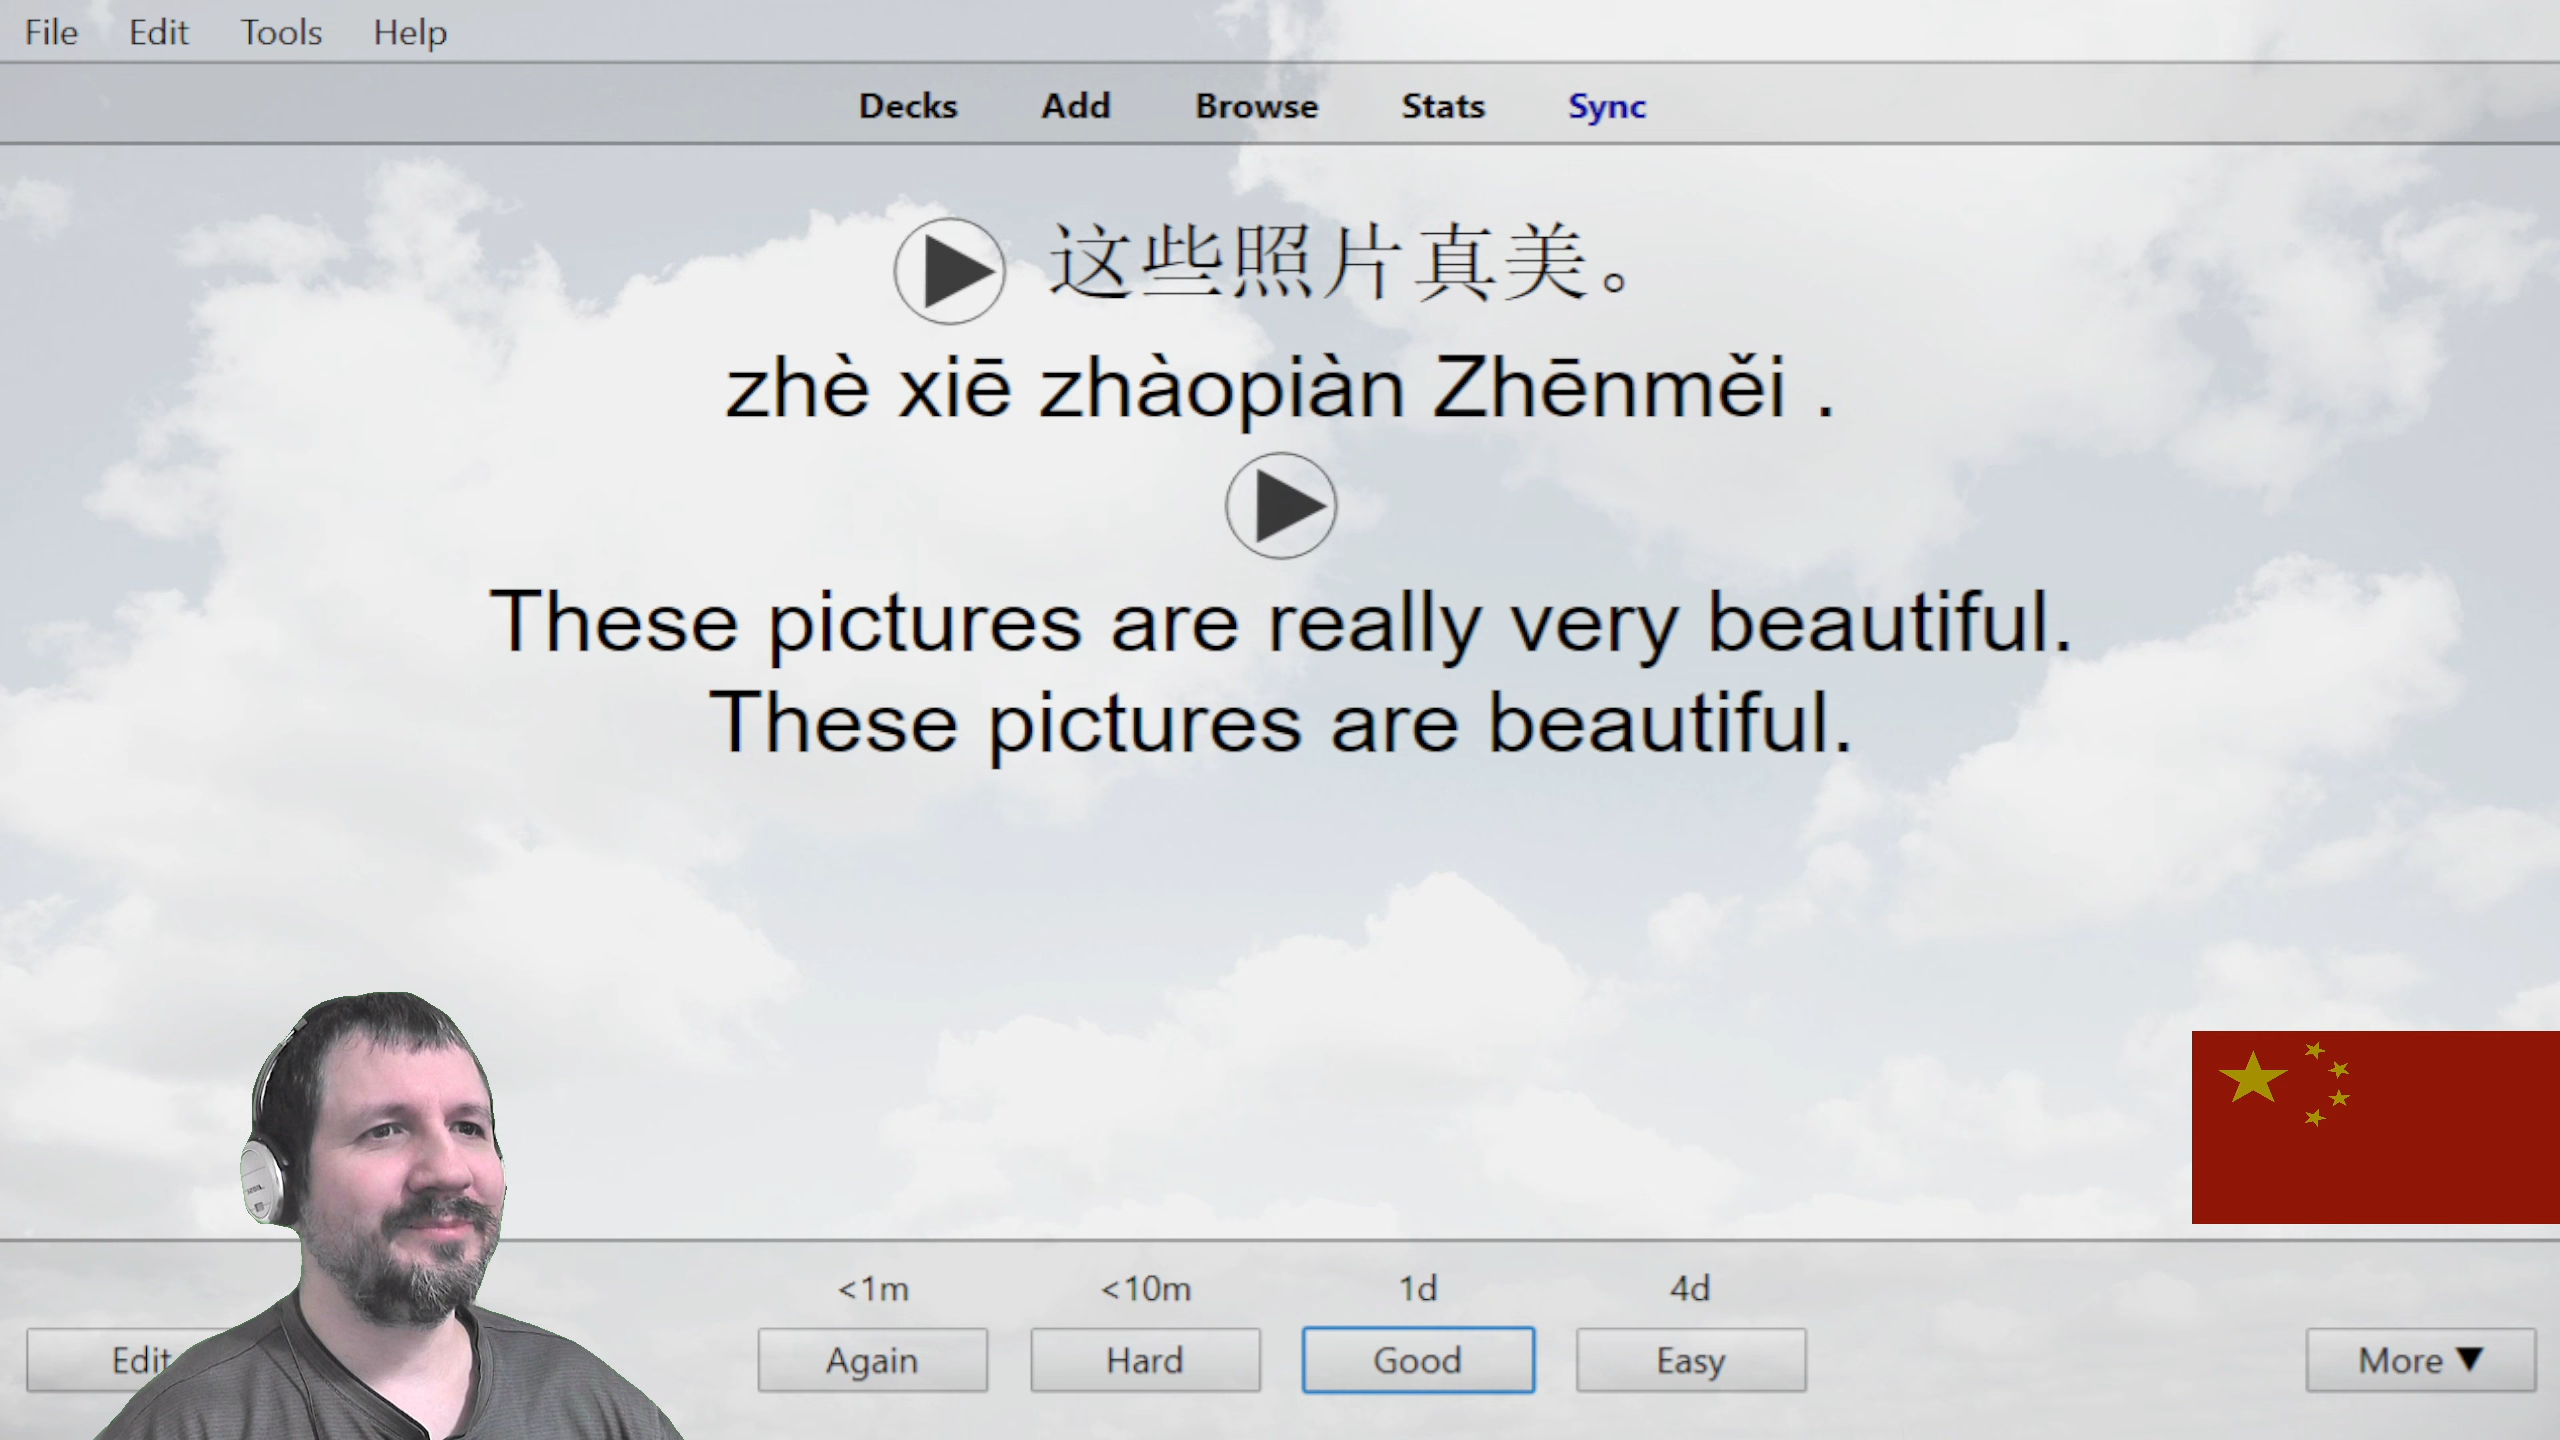 File Edit Tools Help
Decks Add Browse Stats Sync
这些照片真美。
zhè xiē zhàopiàn Zhēnměi .
These pictures are really very beautiful.
These pictures are beautiful.
<1m <10m 1d 4d
Edit Again Hard Good Easy More ▼